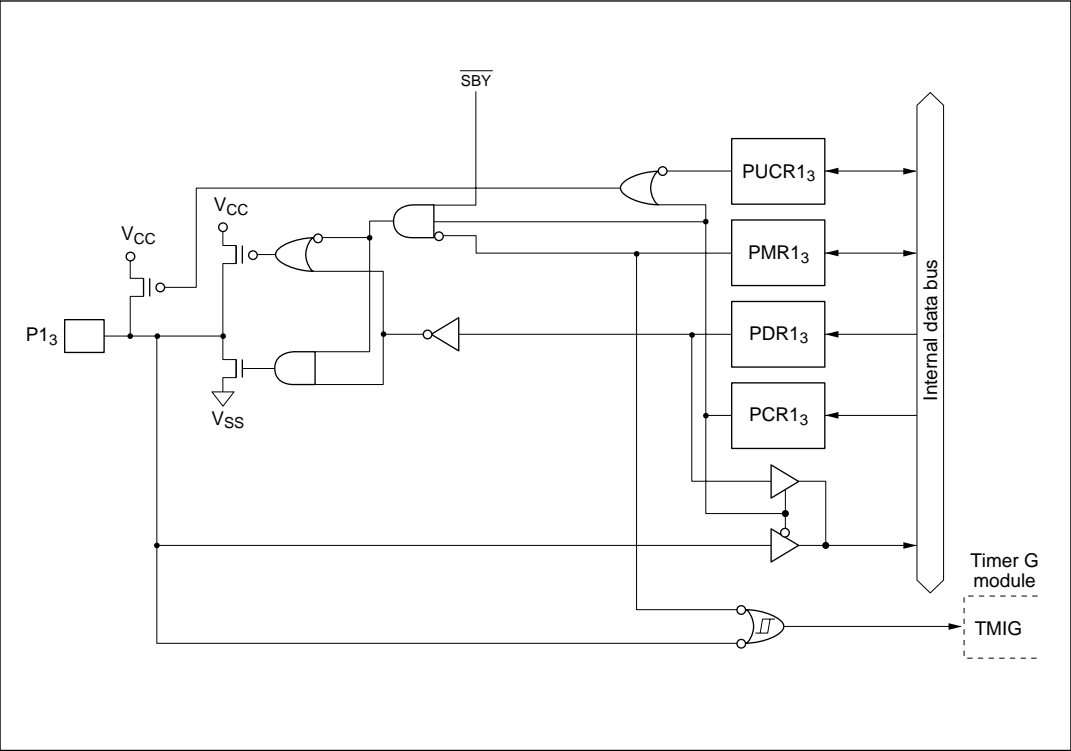 SBY
PUCR1₃
V_CC
V_CC
PMR1₃
P1₃
PDR1₃
Internal data bus
V_SS
PCR1₃
Timer G
module
TMIG